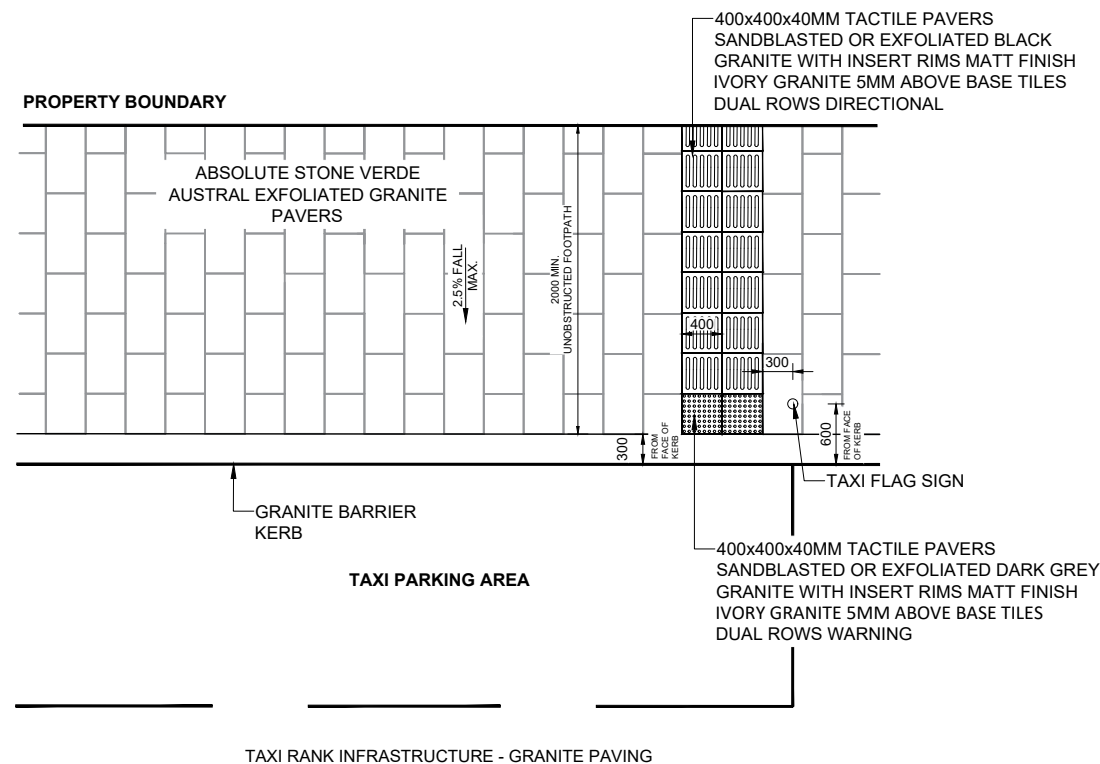 400x400x40MM TACTILE PAVERS
SANDBLASTED OR EXFOLIATED BLACK
GRANITE WITH INSERT RIMS MATT FINISH
IVORY GRANITE 5MM ABOVE BASE TILES
DUAL ROWS DIRECTIONAL
PROPERTY BOUNDARY
ABSOLUTE STONE VERDE
AUSTRAL EXFOLIATED GRANITE
PAVERS
2.5% FALL
MAX.
2000 MIN.
UNOBSTRUCTED FOOTPATH
400
300
300
FROM
FACE OF
KERB
600
FROM FACE
OF KERB
TAXI FLAG SIGN
GRANITE BARRIER
KERB
400x400x40MM TACTILE PAVERS
SANDBLASTED OR EXFOLIATED DARK GREY
GRANITE WITH INSERT RIMS MATT FINISH
IVORY GRANITE 5MM ABOVE BASE TILES
DUAL ROWS WARNING
TAXI PARKING AREA
TAXI RANK INFRASTRUCTURE - GRANITE PAVING